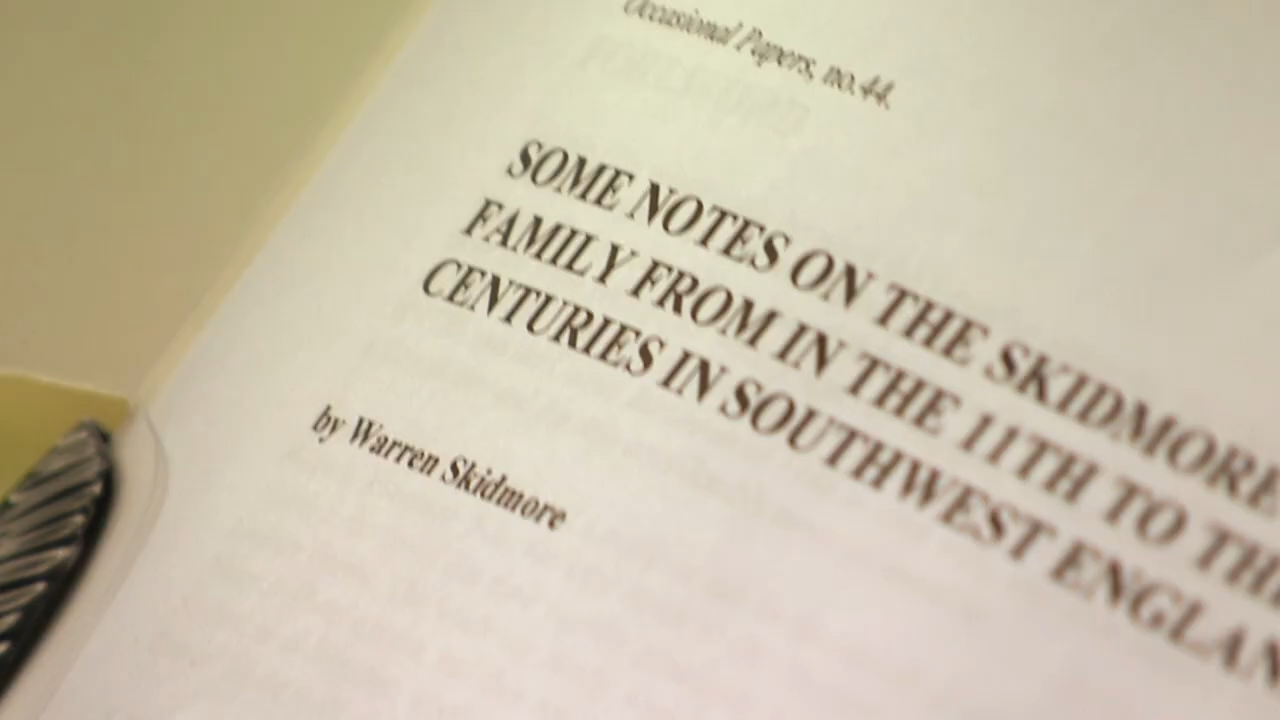 Occasional Papers, no.44.
SOME NOTES ON THE SKIDMORE
FAMILY FROM IN THE 11TH TO TH
CENTURIES IN SOUTHWEST ENGLAN
by Warren Skidmore